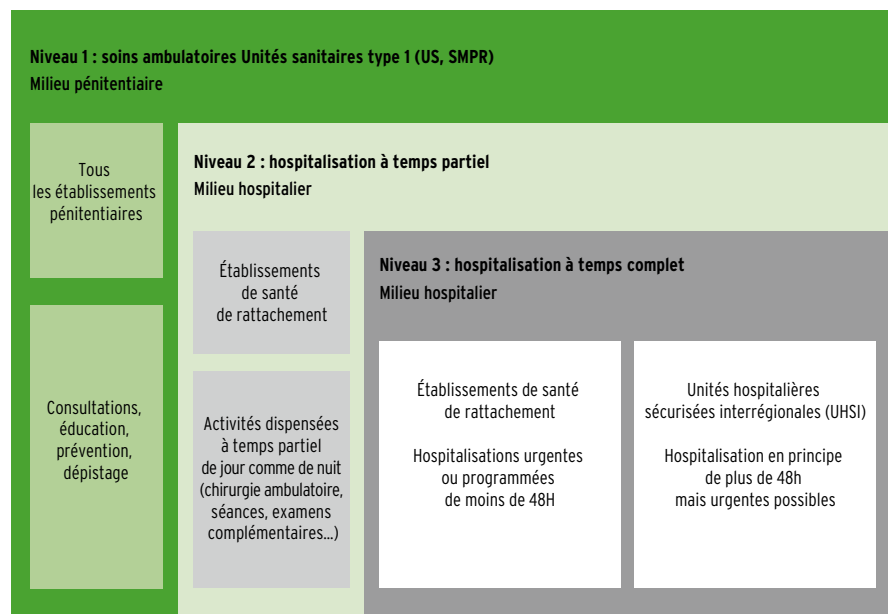 Niveau 1 : soins ambulatoires Unités sanitaires type 1 (US, SMPR)
Milieu pénitentiaire
Tous
les établissements
pénitentiaires
Consultations,
éducation,
prévention,
dépistage
Niveau 2 : hospitalisation à temps partiel
Milieu hospitalier
Établissements
de santé
de rattachement
Activités dispensées
à temps partiel
de jour comme de nuit
(chirurgie ambulatoire,
séances, examens
complémentaires...)
Niveau 3 : hospitalisation à temps complet
Milieu hospitalier
Établissements de santé
de rattachement
Hospitalisations urgentes
ou programmées
de moins de 48H
Unités hospitalières
sécurisées interrégionales (UHSI)
Hospitalisation en principe
de plus de 48h
mais urgentes possibles